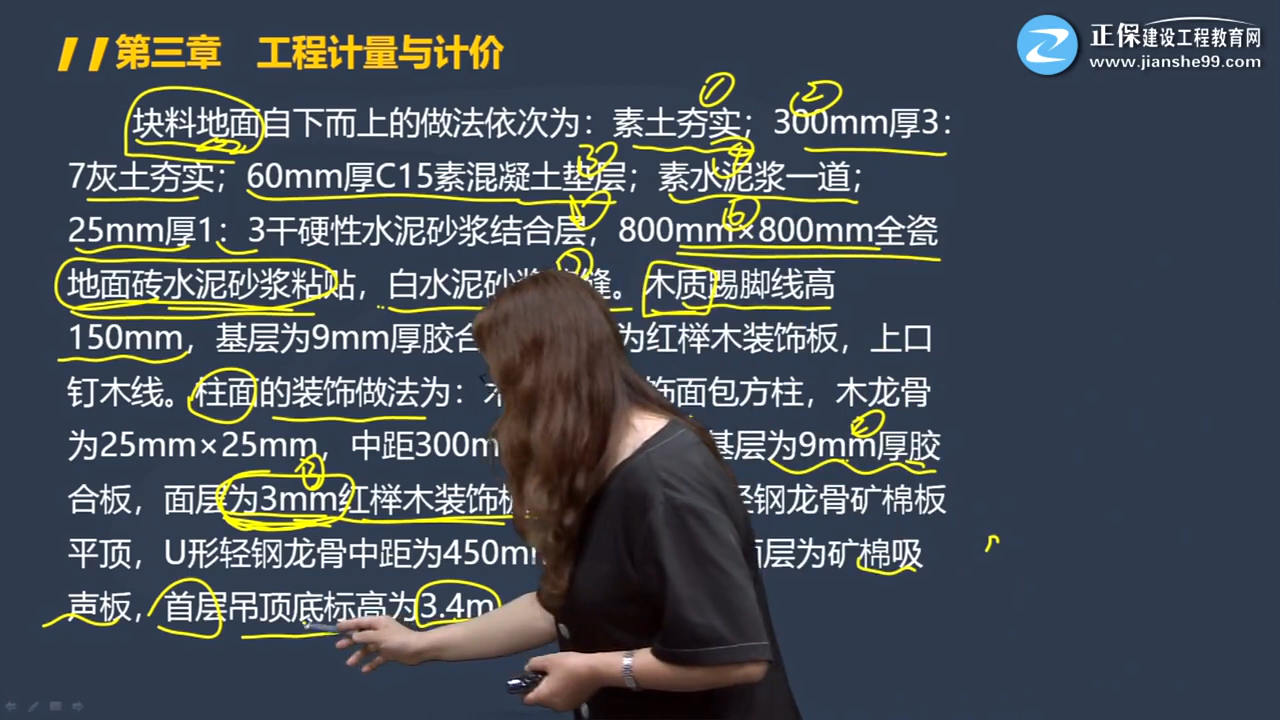 第三章 工程计量与计价
正保建设工程教育网
www.jianshe99.com
块料地面自下而上的做法依次为：素土夯实；300mm厚3：
7灰土夯实；60mm厚C15素混凝土垫层；素水泥浆一道；
25mm厚1：3干硬性水泥砂浆结合层，800mm×800mm全瓷
地面砖水泥砂浆粘贴，白水泥砂 缝。木质踢脚线高
150mm，基层为9mm厚胶合 为红榉木装饰板，上口
钉木线。柱面的装饰做法为： 饰面包方柱，木龙骨
为25mm×25mm，中距300m 基层为9mm厚胶
合板，面层为3mm红榉木装饰板 轻钢龙骨矿棉板
平顶，U形轻钢龙骨中距为450mm 面层为矿棉吸
声板，首层吊顶底标高为3.4m